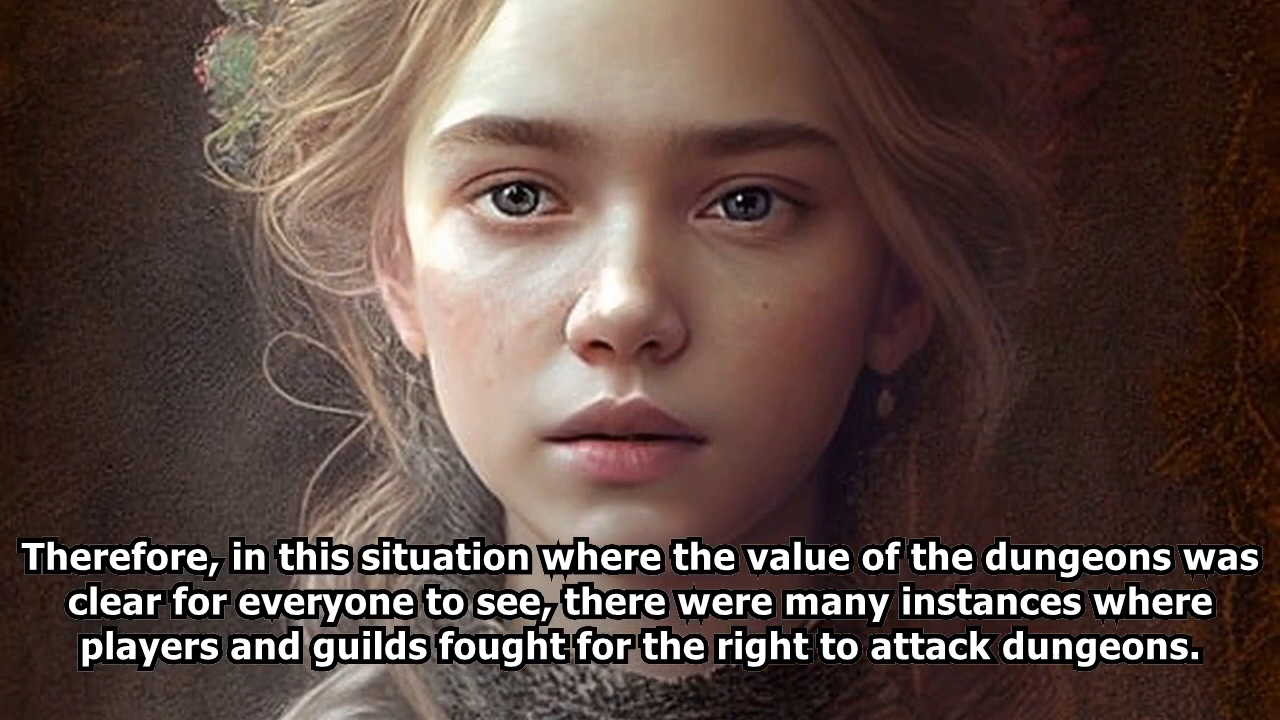 Therefore, in this situation where the value of the dungeons was
clear for everyone to see, there were many instances where
players and guilds fought for the right to attack dungeons.